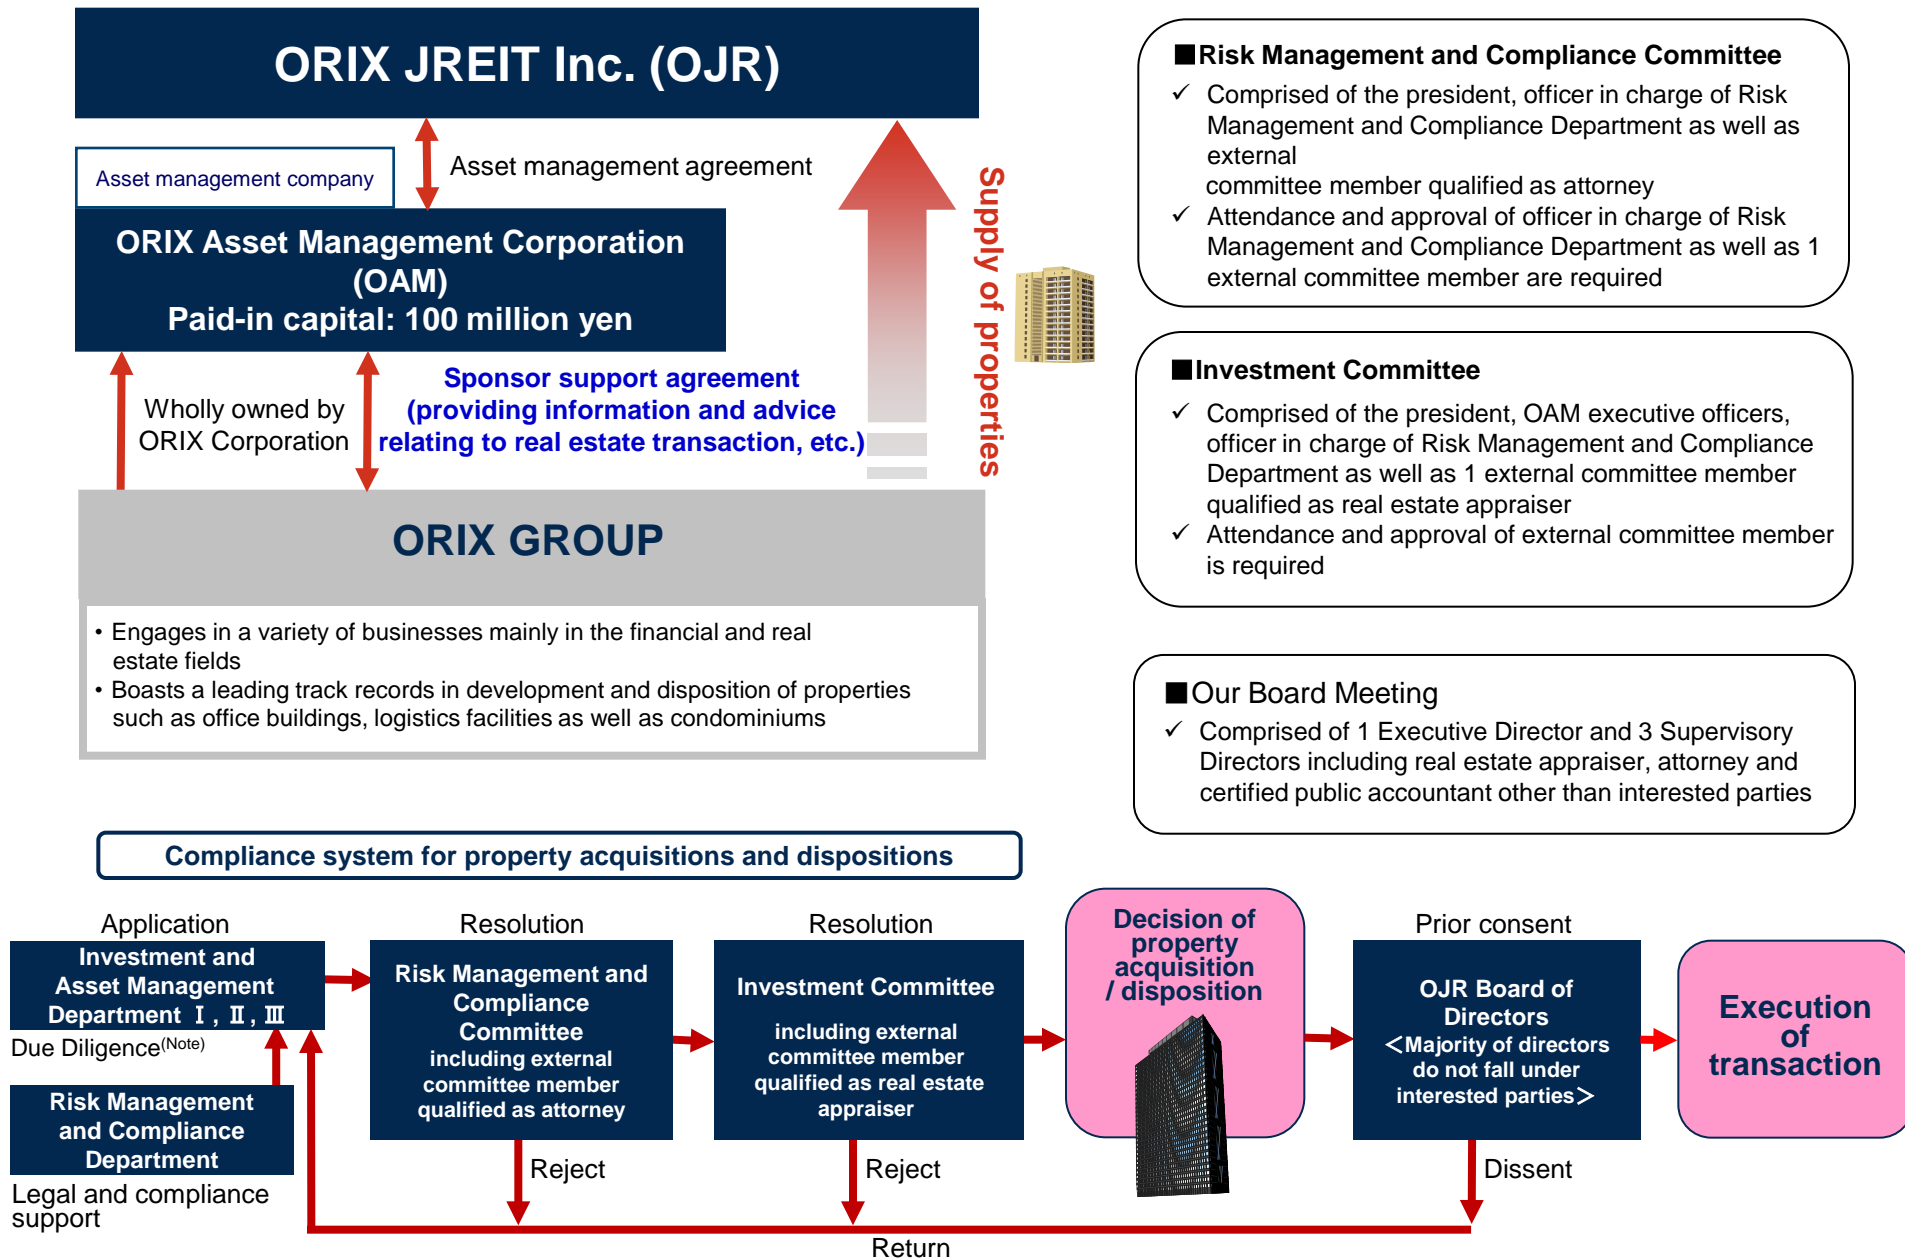 ORIX JREIT Inc. (OJR)
Asset management company
Asset management agreement
ORIX Asset Management Corporation
(OAM)
Paid-in capital: 100 million yen
Wholly owned by
ORIX Corporation
Sponsor support agreement
(providing information and advice
relating to real estate transaction, etc.)
Supply of properties
ORIX GROUP
• Engages in a variety of businesses mainly in the financial and real
estate fields
• Boasts a leading track records in development and disposition of properties
such as office buildings, logistics facilities as well as condominiums
■Risk Management and Compliance Committee
✓ Comprised of the president, officer in charge of Risk
Management and Compliance Department as well as
external
committee member qualified as attorney
✓ Attendance and approval of officer in charge of Risk
Management and Compliance Department as well as 1
external committee member are required
■Investment Committee
✓ Comprised of the president, OAM executive officers,
officer in charge of Risk Management and Compliance
Department as well as 1 external committee member
qualified as real estate appraiser
✓ Attendance and approval of external committee member
is required
■Our Board Meeting
✓ Comprised of 1 Executive Director and 3 Supervisory
Directors including real estate appraiser, attorney and
certified public accountant other than interested parties
Compliance system for property acquisitions and dispositions
Application
Investment and
Asset Management
Department Ⅰ, Ⅱ, Ⅲ
Due Diligence(Note)
Risk Management
and Compliance
Department
Legal and compliance
support
Resolution
Risk Management and
Compliance
Committee
including external
committee member
qualified as attorney
Reject
Resolution
Investment Committee
including external
committee member
qualified as real estate
appraiser
Reject
Decision of
property
acquisition
/ disposition
Prior consent
OJR Board of
Directors
＜Majority of directors
do not fall under
interested parties＞
Dissent
Execution
of
transaction
Return